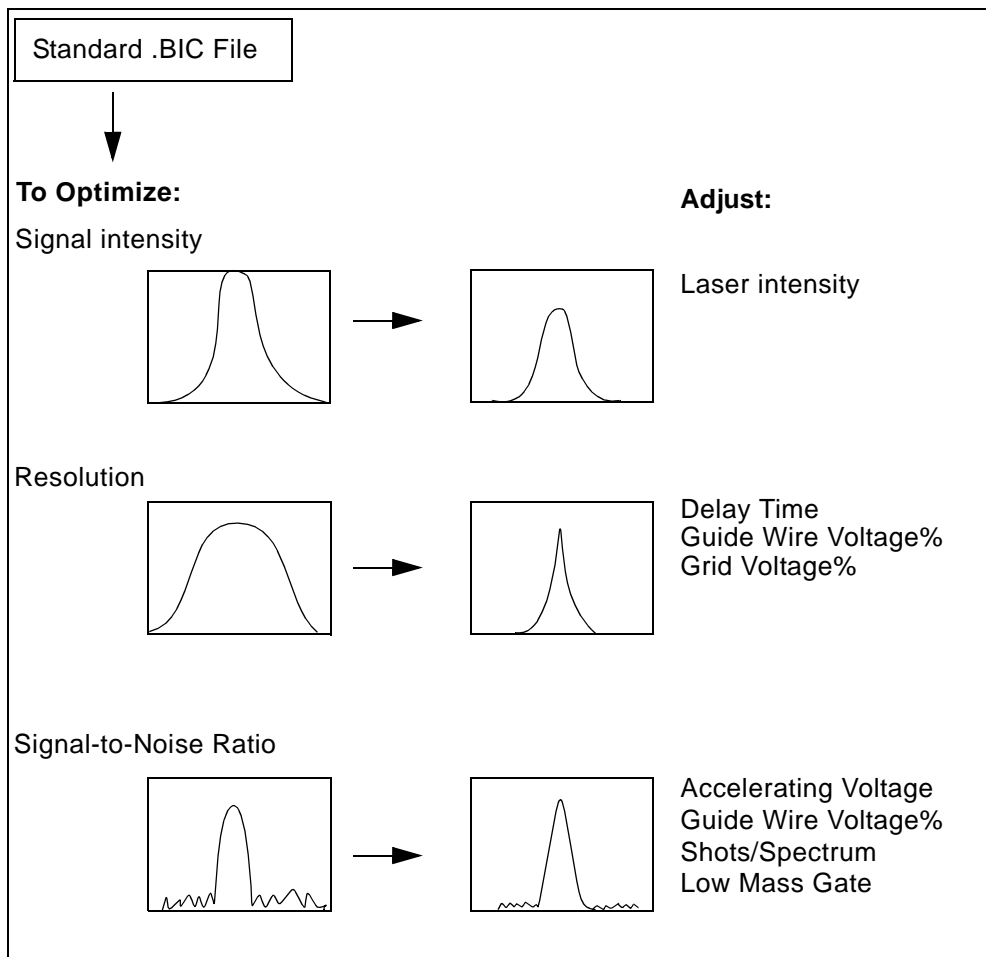 Standard .BIC File
To Optimize:
Adjust:
Signal intensity
Laser intensity
Resolution
Delay Time
Guide Wire Voltage%
Grid Voltage%
Signal-to-Noise Ratio
Accelerating Voltage
Guide Wire Voltage%
Shots/Spectrum
Low Mass Gate